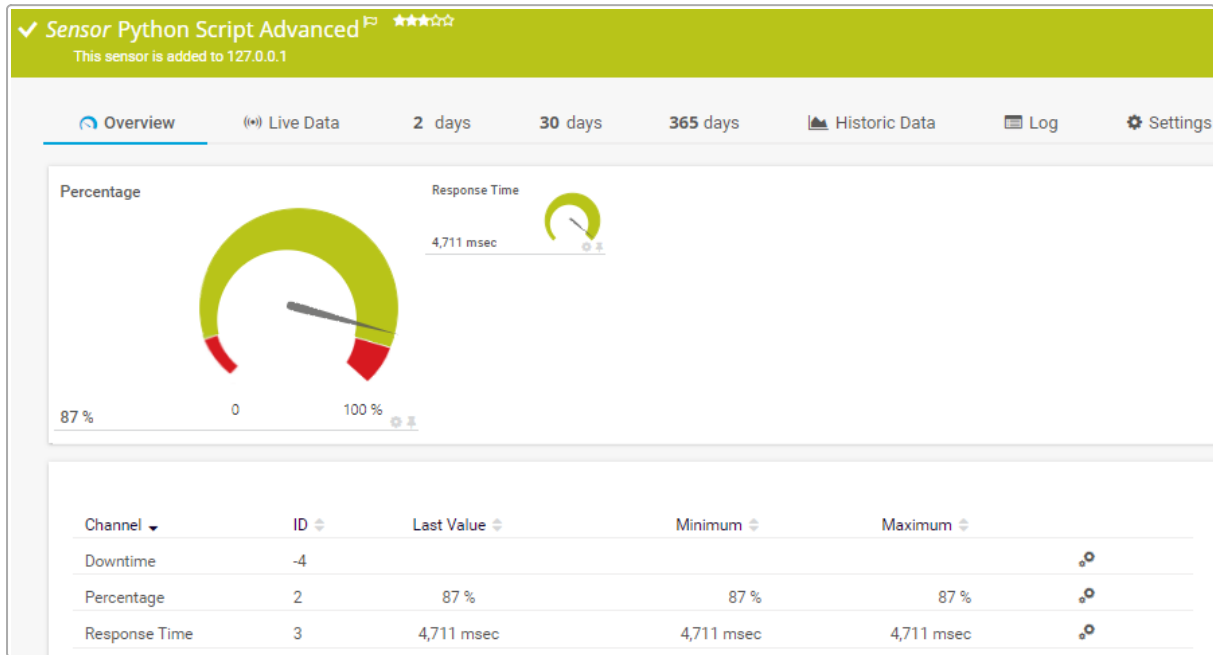 Sensor Python Script Advanced
This sensor is added to 127.0.0.1
Overview Live Data 2 days 30 days 365 days Historic Data Log Settings
Percentage
Response Time
4,711 msec
87 %
0 100 %
Channel ID Last Value Minimum Maximum
Downtime -4
Percentage 2 87 % 87 % 87 %
Response Time 3 4,711 msec 4,711 msec 4,711 msec